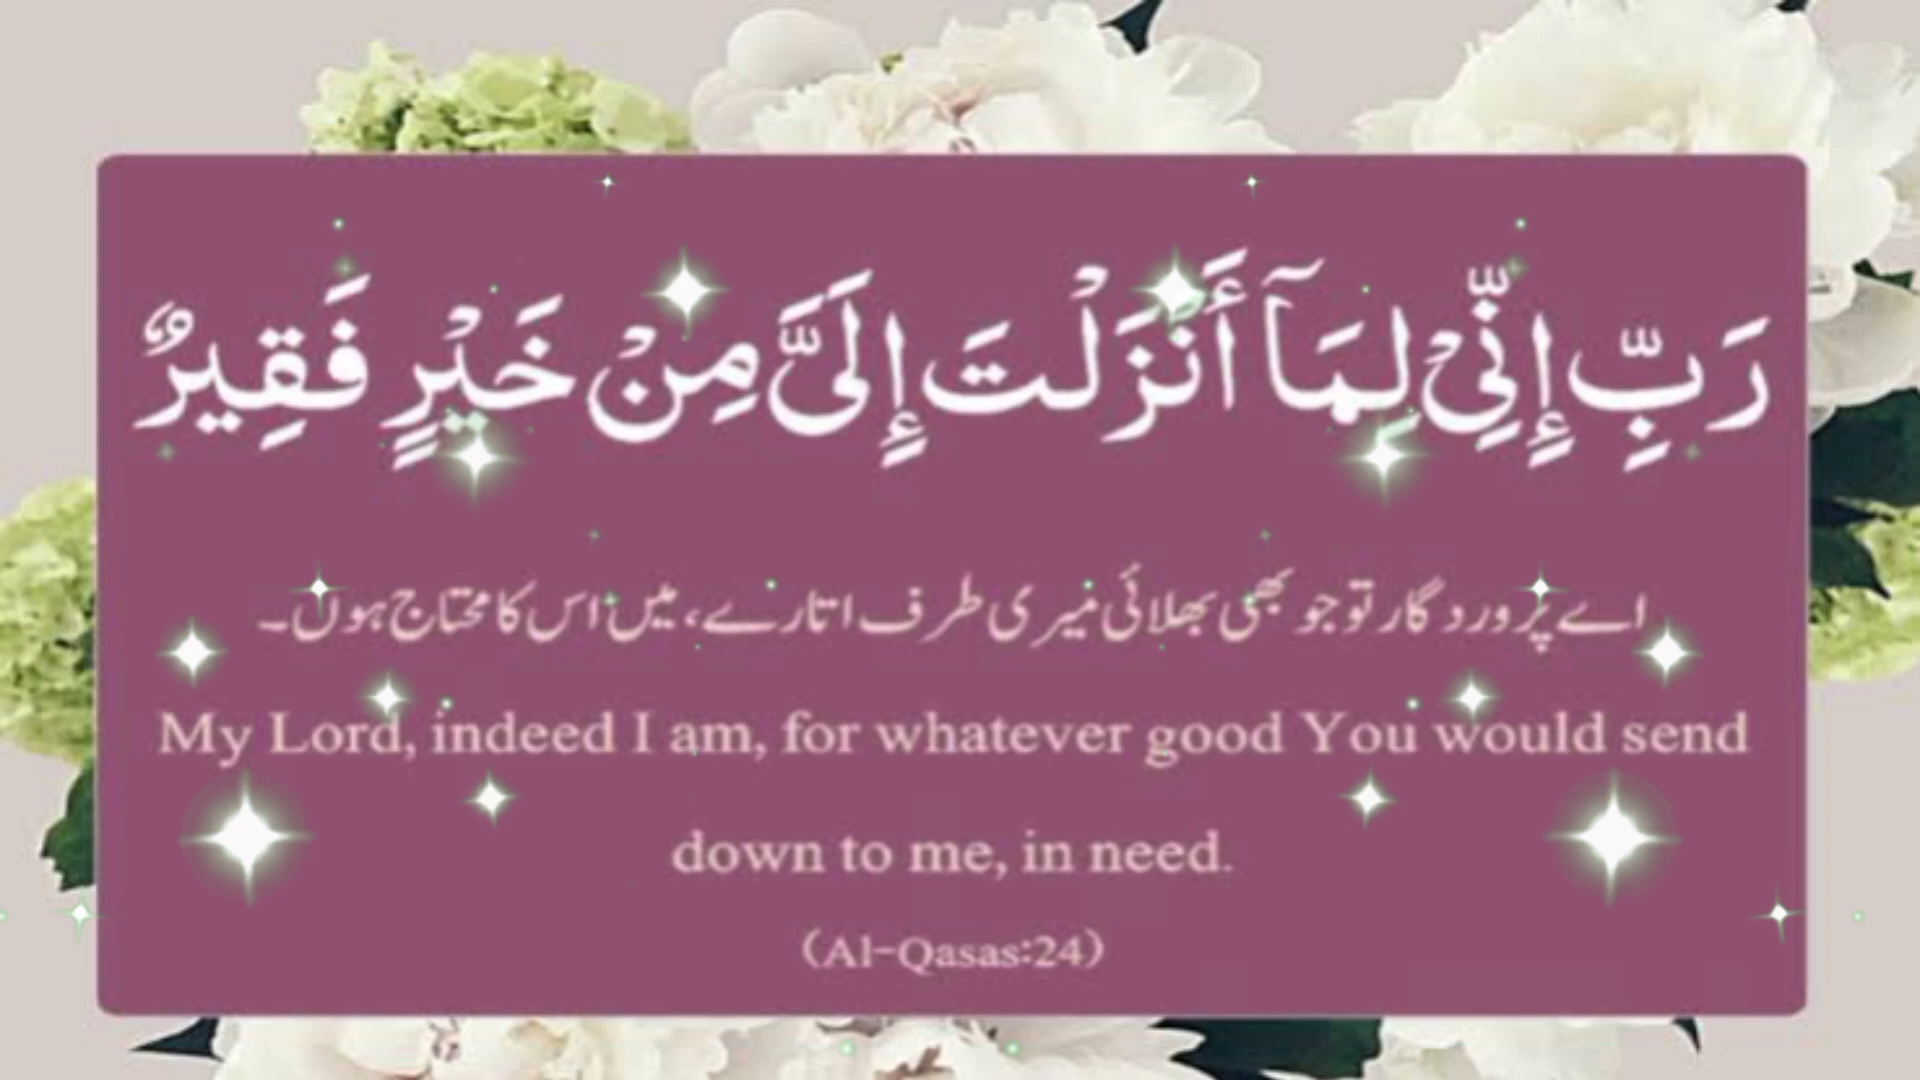 رَبِّ إِنِّىْ لِمَآ أَنْزَلْتَ إِلَىَّ مِنْ خَيْرٍ فَقِيرٌ
اے پروردگار تو جو بھی بھلائی میری طرف اتارے، میں اس کا محتاج ہوں۔
My Lord, indeed I am, for whatever good You would send
down to me, in need.
(Al-Qasas:24)